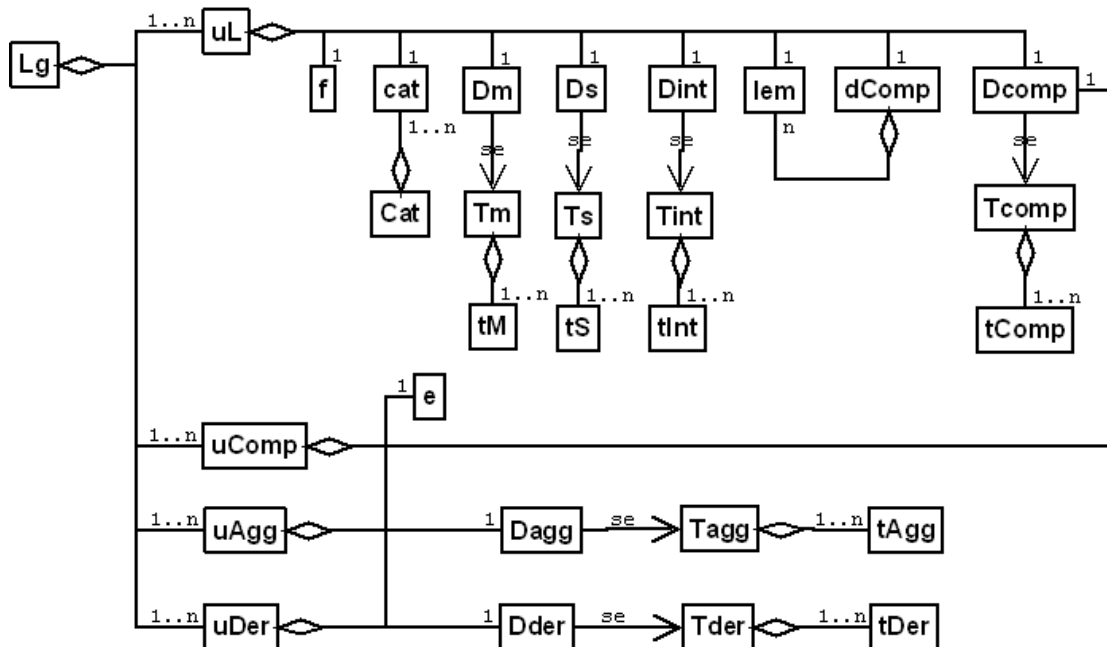 1..n uL
Lg
1 1 1 1 1 1 1 1
f cat Dm Ds Dint lem dComp Dcomp 1
1..n n
se se se se
Cat Tm Ts Tint Tcomp
1..n 1..n 1..n 1..n
tM tS tInt tComp
1 e
1..n uComp
1..n uAgg 1 Dagg se Tagg 1..n tAgg
1..n uDer 1 Dder se Tder 1..n tDer